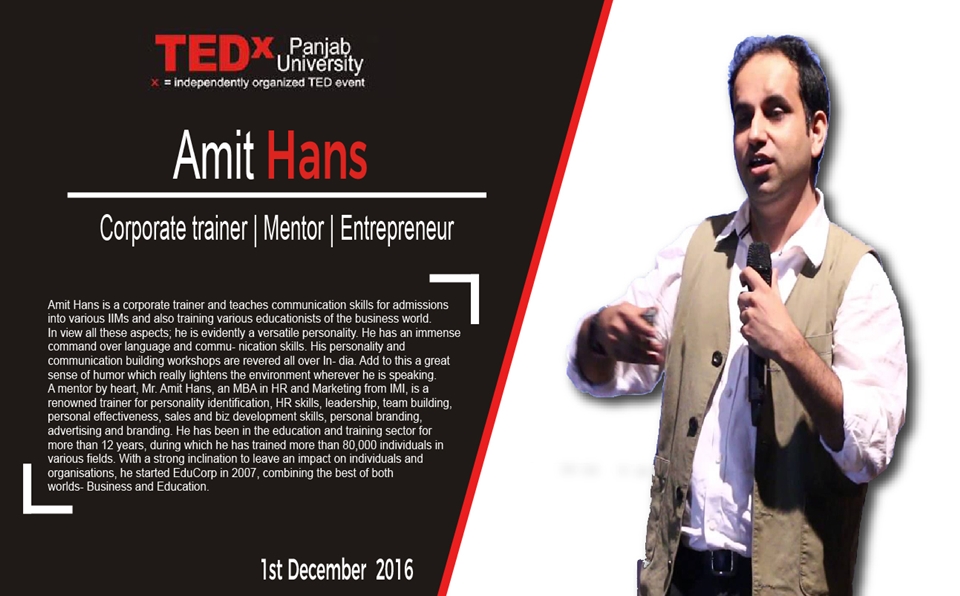 TEDx Panjab
University
x = independently organized TED event
Amit Hans
Corporate trainer | Mentor | Entrepreneur
Amit Hans is a corporate trainer and teaches communication skills for admissions
into various IIMs and also training various educationists of the business world.
In view all these aspects; he is evidently a versatile personality. He has an immense
command over language and commu- nication skills. His personality and
communication building workshops are revered all over In- dia. Add to this a great
sense of humor which really lightens the environment wherever he is speaking.
A mentor by heart, Mr. Amit Hans, an MBA in HR and Marketing from IMI, is a
renowned trainer for personality identification, HR skills, leadership, team building,
personal effectiveness, sales and biz development skills, personal branding,
advertising and branding. He has been in the education and training sector for
more than 12 years, during which he has trained more than 80,000 individuals in
various fields. With a strong inclination to leave an impact on individuals and
organisations, he started EduCorp in 2007, combining the best of both
worlds- Business and Education.
1st December 2016